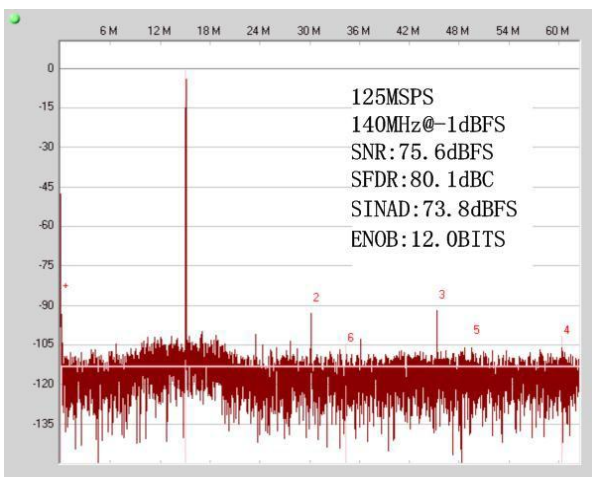 6 M 12 M 18 M 24 M 30 M 36 M 42 M 48 M 54 M 60 M
0
-15
-30
-45
-60
-75
-90
-105
-120
-135
125MSPS
140MHz@-1dBFS
SNR:75.6dBFS
SFDR:80.1dBC
SINAD:73.8dBFS
ENOB:12.0BITS
+
2
3
6
5
4